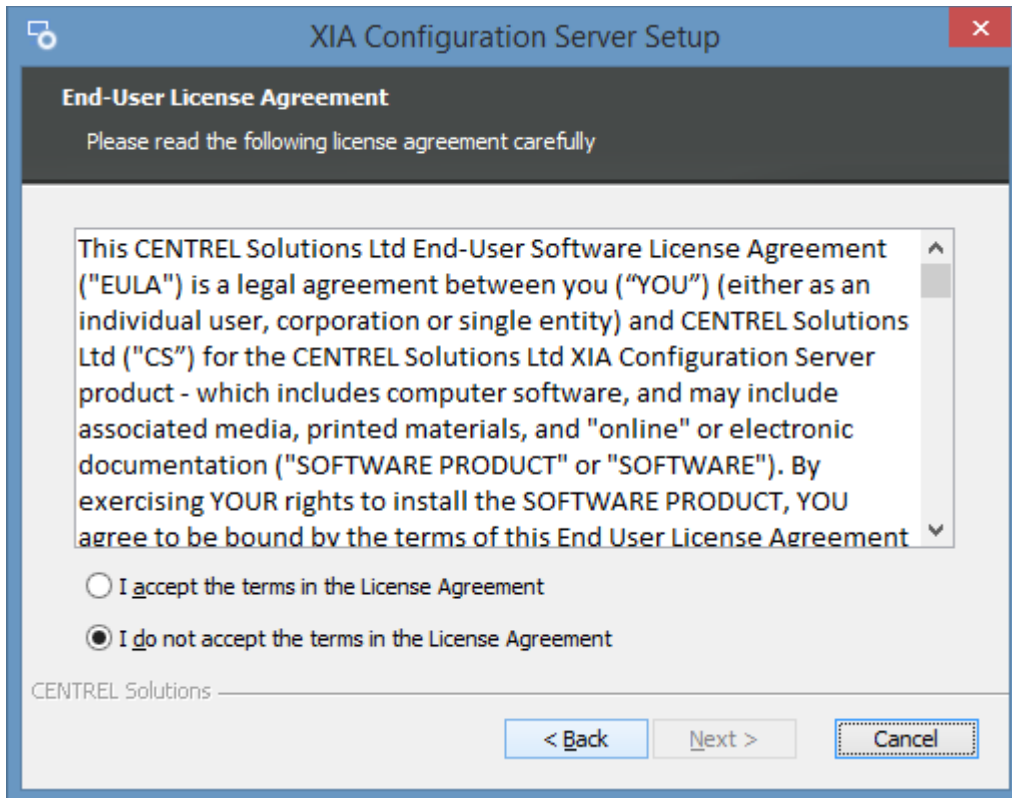 XIA Configuration Server Setup
End-User License Agreement
Please read the following license agreement carefully
This CENTREL Solutions Ltd End-User Software License Agreement
("EULA") is a legal agreement between you (“YOU”) (either as an
individual user, corporation or single entity) and CENTREL Solutions
Ltd ("CS”) for the CENTREL Solutions Ltd XIA Configuration Server
product - which includes computer software, and may include
associated media, printed materials, and "online" or electronic
documentation ("SOFTWARE PRODUCT" or "SOFTWARE"). By
exercising YOUR rights to install the SOFTWARE PRODUCT, YOU
agree to be bound by the terms of this End User License Agreement
I accept the terms in the License Agreement
I do not accept the terms in the License Agreement
CENTREL Solutions
< Back Next > Cancel